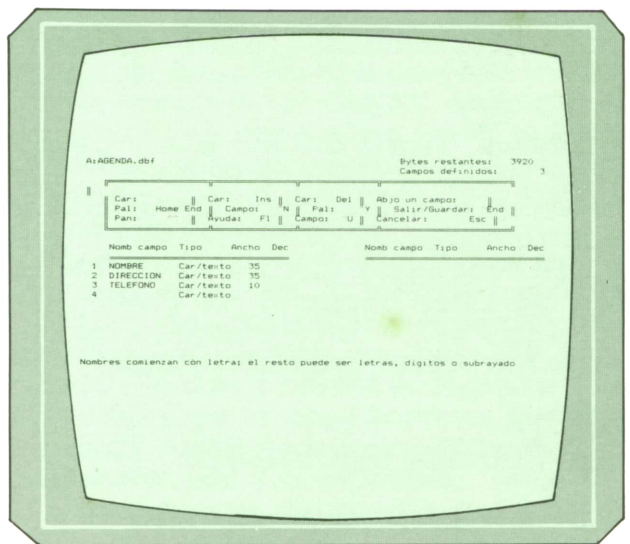 A:AGENDA.dbf Bytes restantes: 3920
Campos definidos: 3
Car: Car: Ins Car: Del Abjo un campo:
Pal: Home End Campo: ^N Pal: ^Y Salir/Guardar: ^End
Pan: Ayuda: F1 Campo: ^U Cancelar: Esc
Nomb campo Tipo Ancho Dec Nomb campo Tipo Ancho Dec
1 NOMBRE Car/texto 35
2 DIRECCION Car/texto 35
3 TELEFONO Car/texto 10
4 Car/texto
Nombres comienzan con letra; el resto puede ser letras, digitos o subrayado